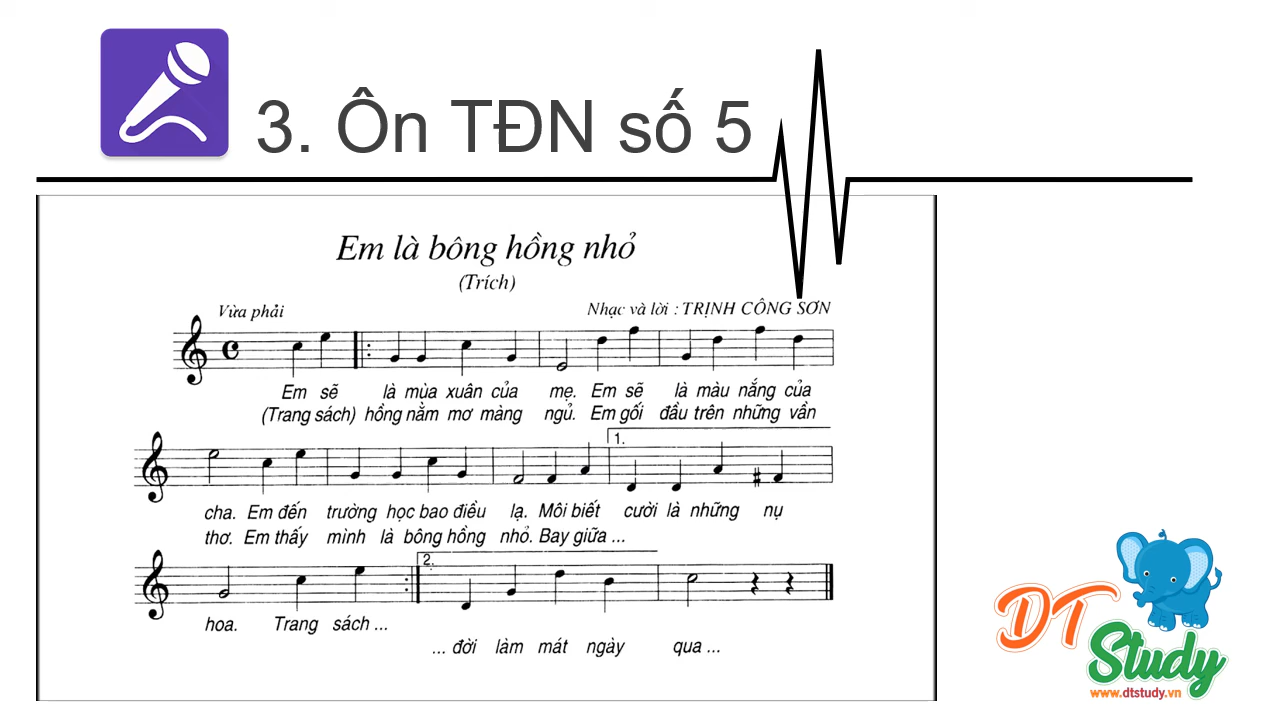 3. Ôn TĐN số 5
Em là bông hồng nhỏ
(Trích)
Vừa phải
Nhạc và lời : TRỊNH CÔNG SƠN
Em sẽ là mùa xuân của mẹ. Em sẽ là màu nắng của
(Trang sách) hồng nằm mơ màng ngủ. Em gối đầu trên những vần
1.
cha. Em đến trường học bao điều lạ. Môi biết cười là những nụ
thơ. Em thấy mình là bông hồng nhỏ. Bay giữa ...
2.
hoa. Trang sách ...
... đời làm mát ngày qua ...
DT
Study
www.dtstudy.vn